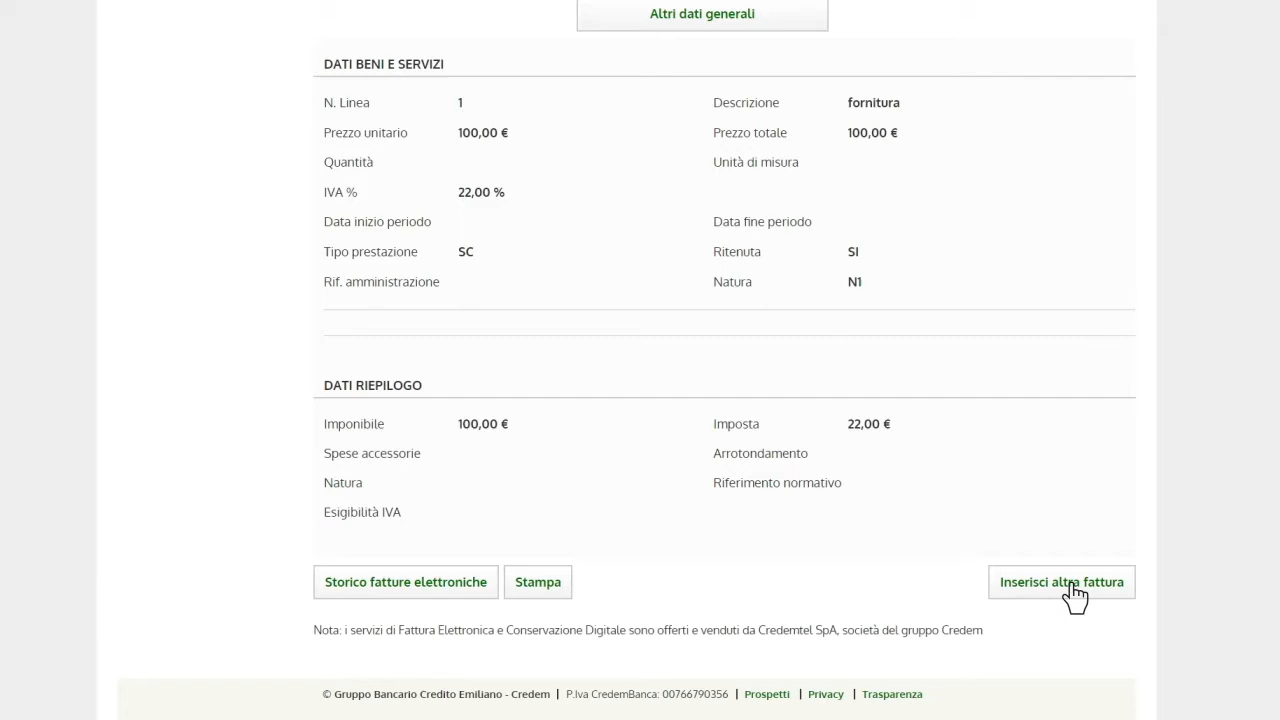 Altri dati generali
DATI BENI E SERVIZI
N. Linea 1 Descrizione fornitura
Prezzo unitario 100,00 € Prezzo totale 100,00 €
Quantità Unità di misura
IVA % 22,00 %
Data inizio periodo Data fine periodo
Tipo prestazione SC Ritenuta SI
Rif. amministrazione Natura N1
DATI RIEPILOGO
Imponibile 100,00 € Imposta 22,00 €
Spese accessorie Arrotondamento
Natura Riferimento normativo
Esigibilità IVA
Storico fatture elettroniche Stampa Inserisci altra fattura
Nota: i servizi di Fattura Elettronica e Conservazione Digitale sono offerti e venduti da Credemtel SpA, società del gruppo Credem
© Gruppo Bancario Credito Emiliano - Credem | P.Iva CredemBanca: 00766790356 | Prospetti | Privacy | Trasparenza